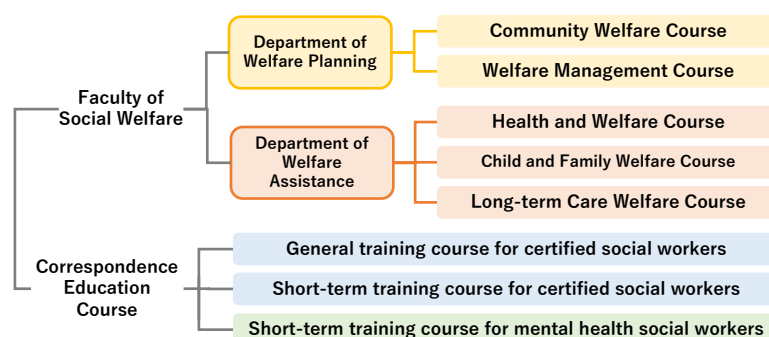 Faculty of
Social Welfare
Department of
Welfare Planning
Community Welfare Course
Welfare Management Course
Department of
Welfare
Assistance
Health and Welfare Course
Child and Family Welfare Course
Long-term Care Welfare Course
Correspondence
Education
Course
General training course for certified social workers
Short-term training course for certified social workers
Short-term training course for mental health social workers